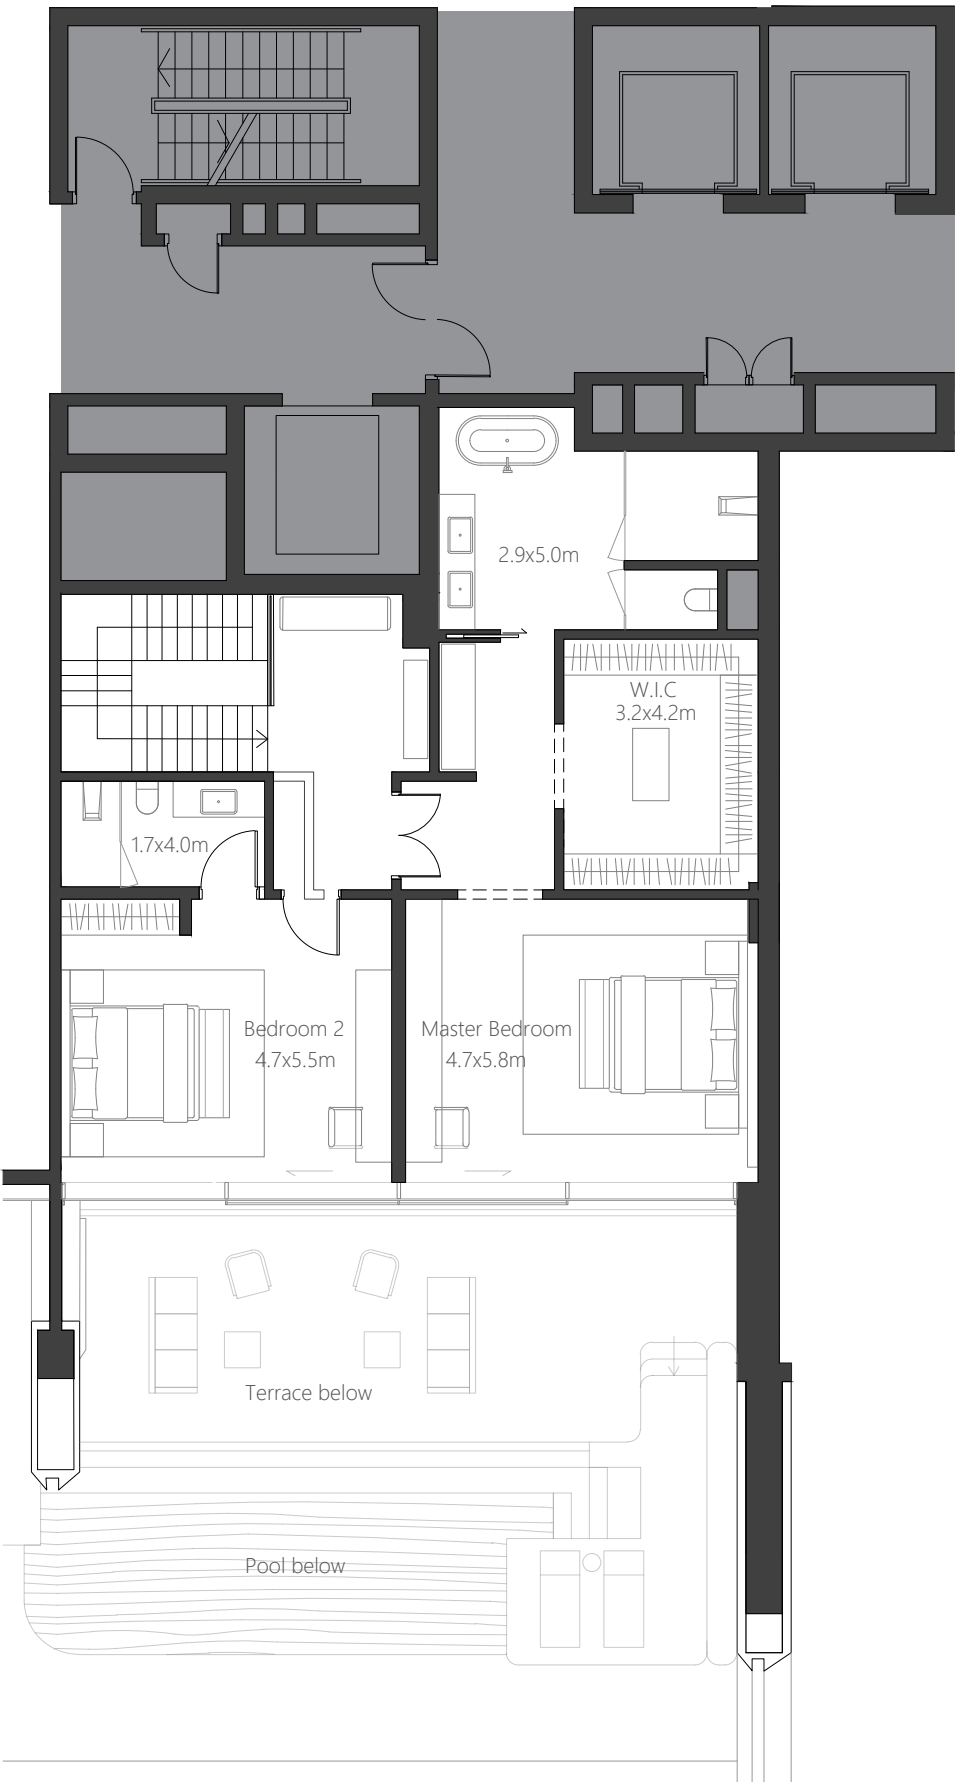 2.9x5.0m
W.I.C
3.2x4.2m
1.7x4.0m
Bedroom 2
4.7x5.5m
Master Bedroom
4.7x5.8m
Terrace below
Pool below